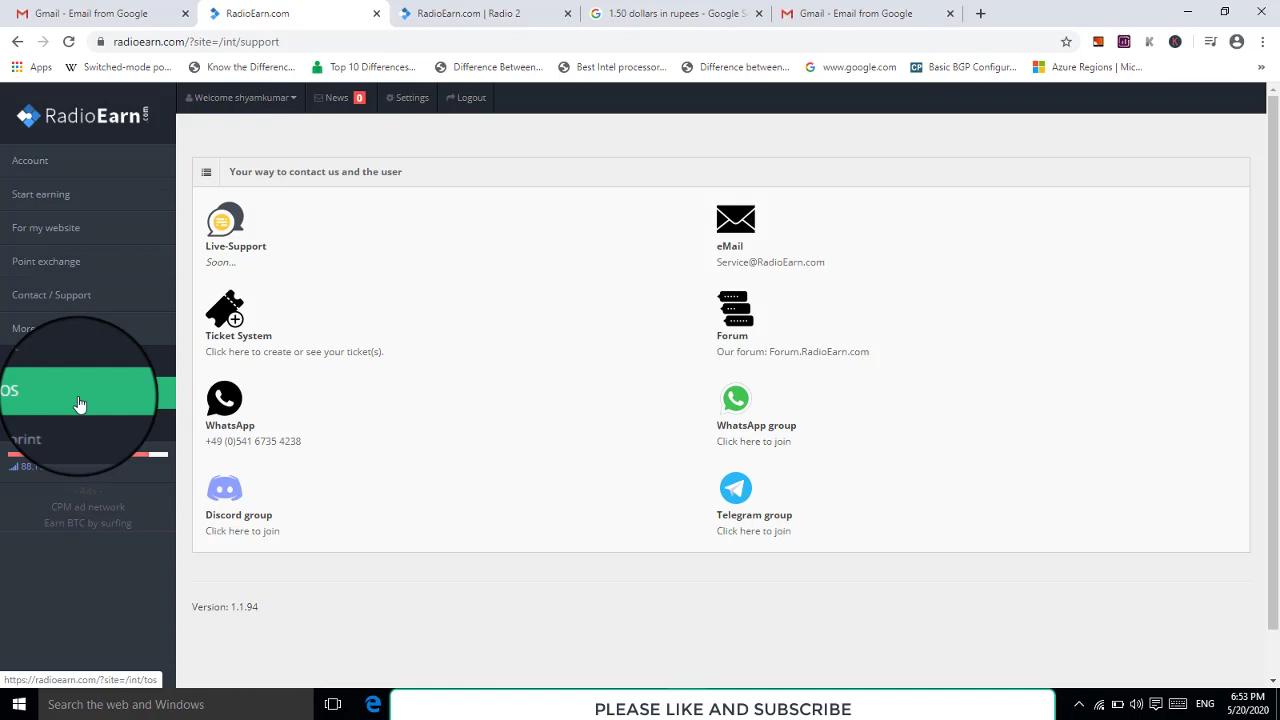 Gmail - Email from Google
RadioEarn.com
RadioEarn.com | Radio 2
1.50 dollars in rupees - Google S
Gmail - Email from Google
radioearn.com/?site=/int/support
Apps
Switched-mode po...
Know the Differenc...
Top 10 Differences...
Difference Between...
Best Intel processor...
Difference between...
www.google.com
Basic BGP Configur...
Azure Regions | Mic...
RadioEarn.com
Welcome shyamkumar
News 0
Settings
Logout
Account
Start earning
For my website
Point exchange
Contact / Support
More
OS
print
88.1
- Ads -
CPM ad network
Earn BTC by surfing
Your way to contact us and the user
Live-Support
Soon...
eMail
Service@RadioEarn.com
Ticket System
Click here to create or see your ticket(s).
Forum
Our forum: Forum.RadioEarn.com
WhatsApp
+49 (0)541 6735 4238
WhatsApp group
Click here to join
Discord group
Click here to join
Telegram group
Click here to join
Version: 1.1.94
https://radioearn.com/?site=/int/tos
Search the web and Windows
PLEASE LIKE AND SUBSCRIBE
ENG
6:53 PM
5/20/2020